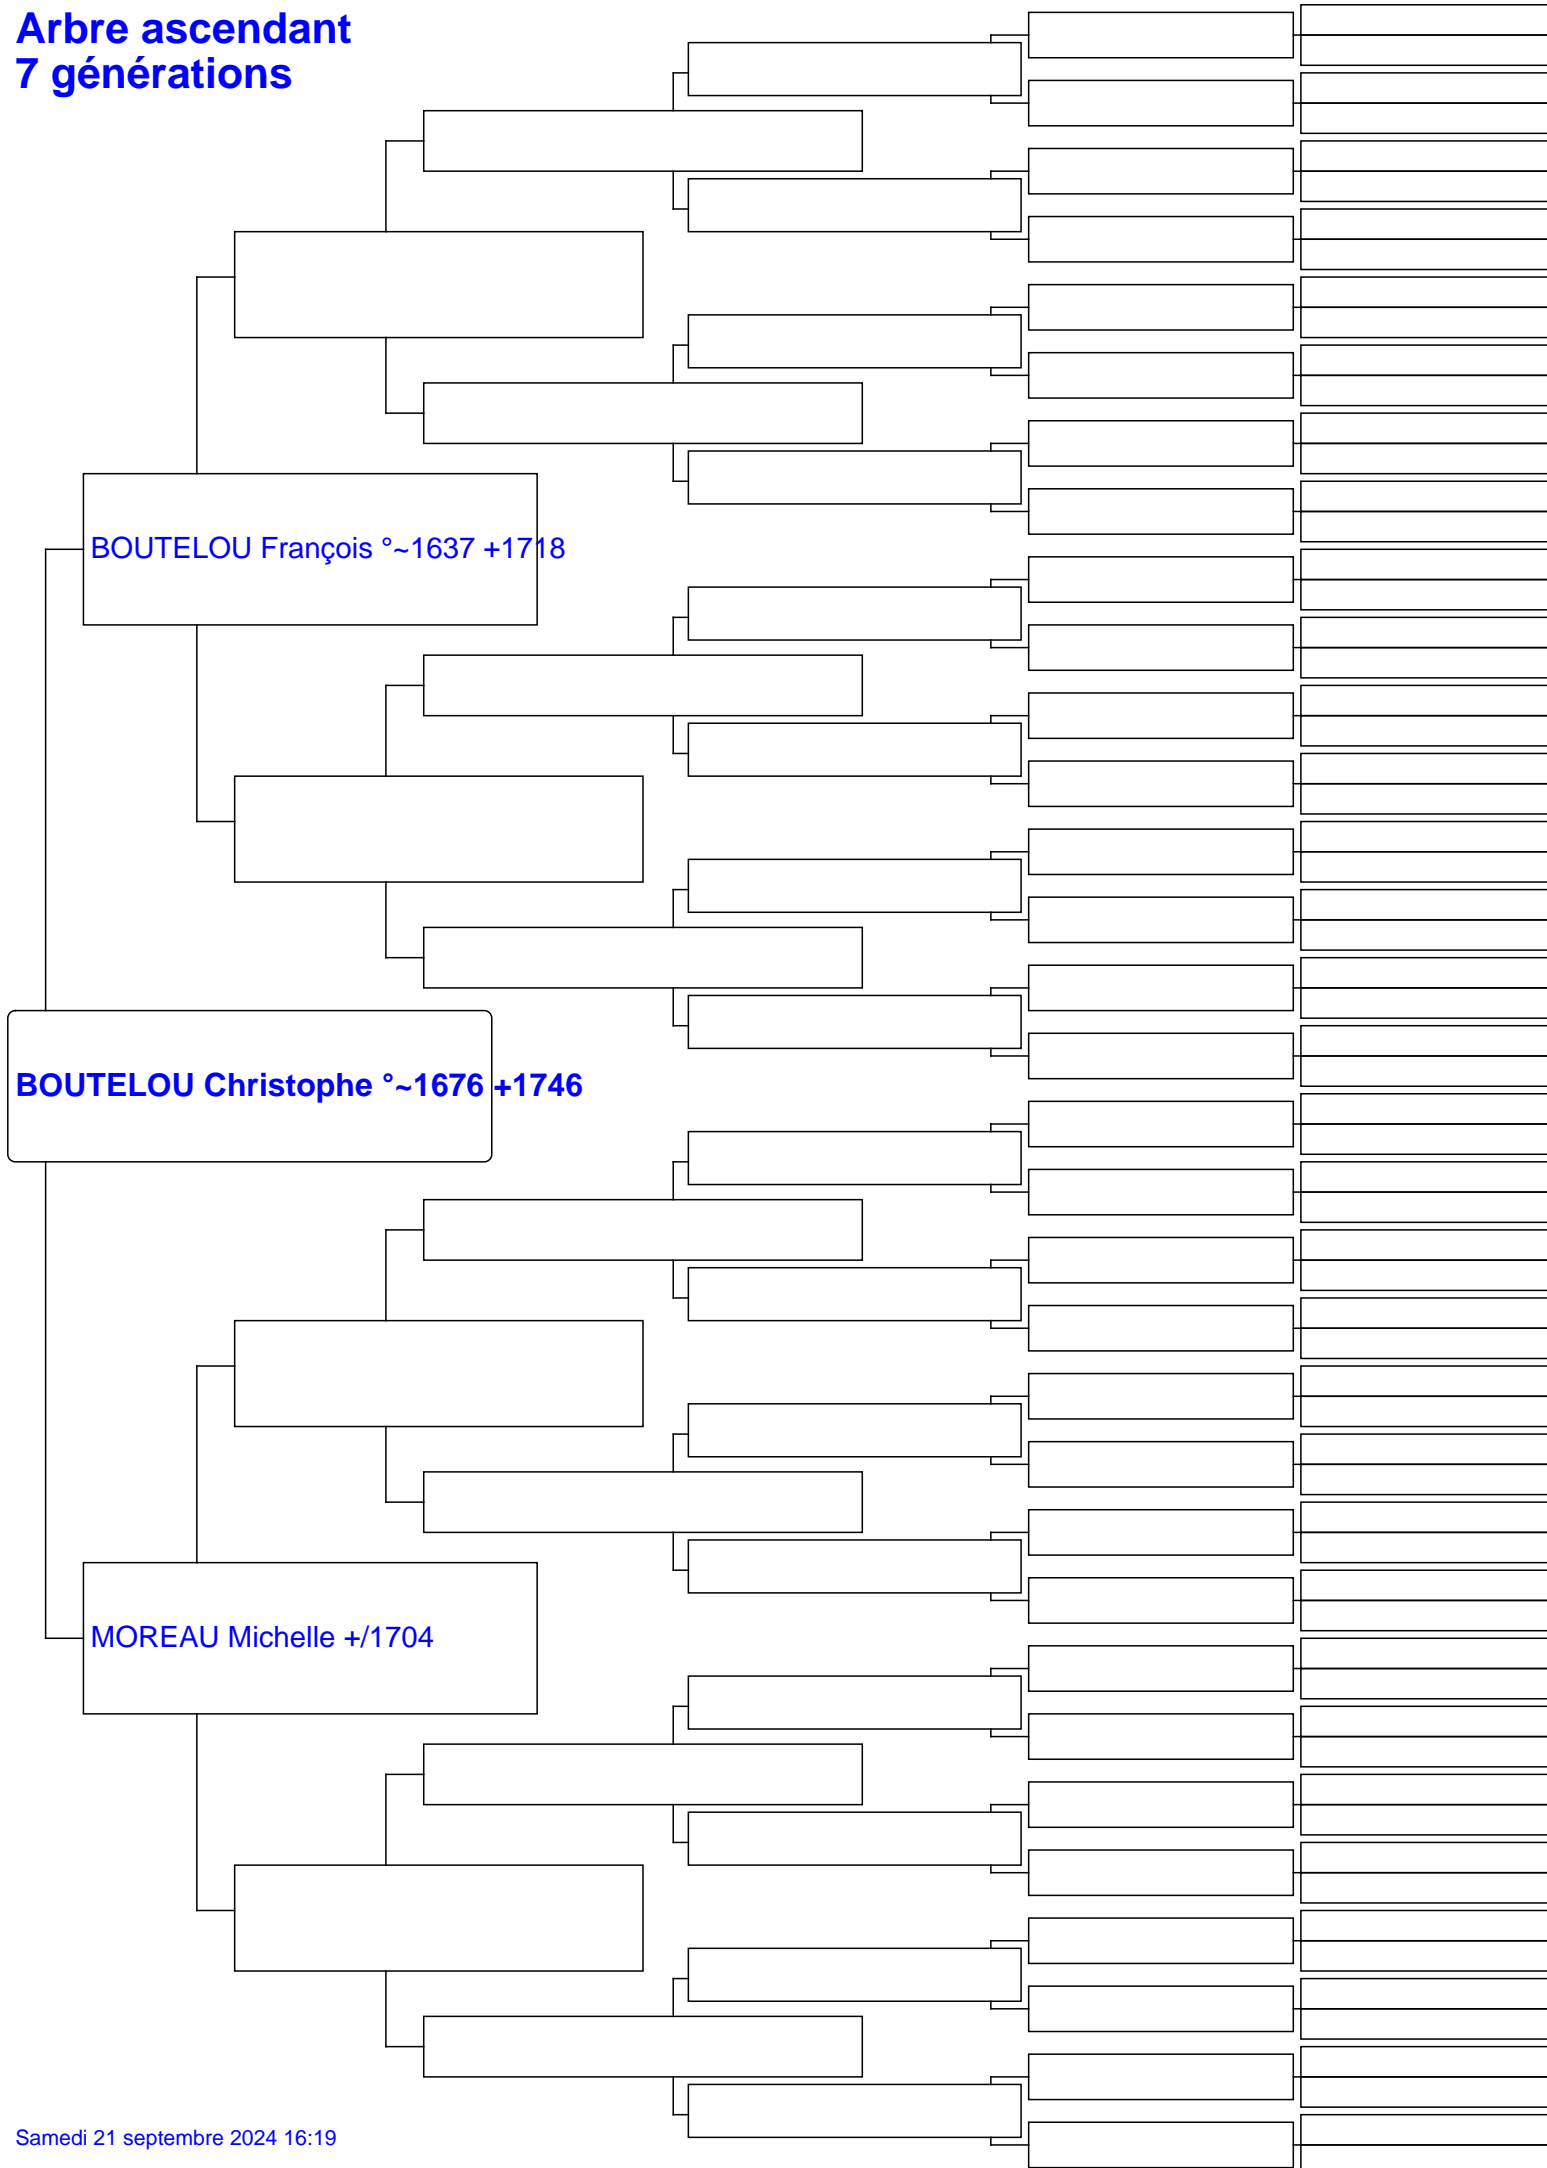 Arbre ascendant
7 générations
BOUTELOU François °~1637 +1718
BOUTELOU Christophe °~1676 +1746
MOREAU Michelle +/1704
Samedi 21 septembre 2024 16:19